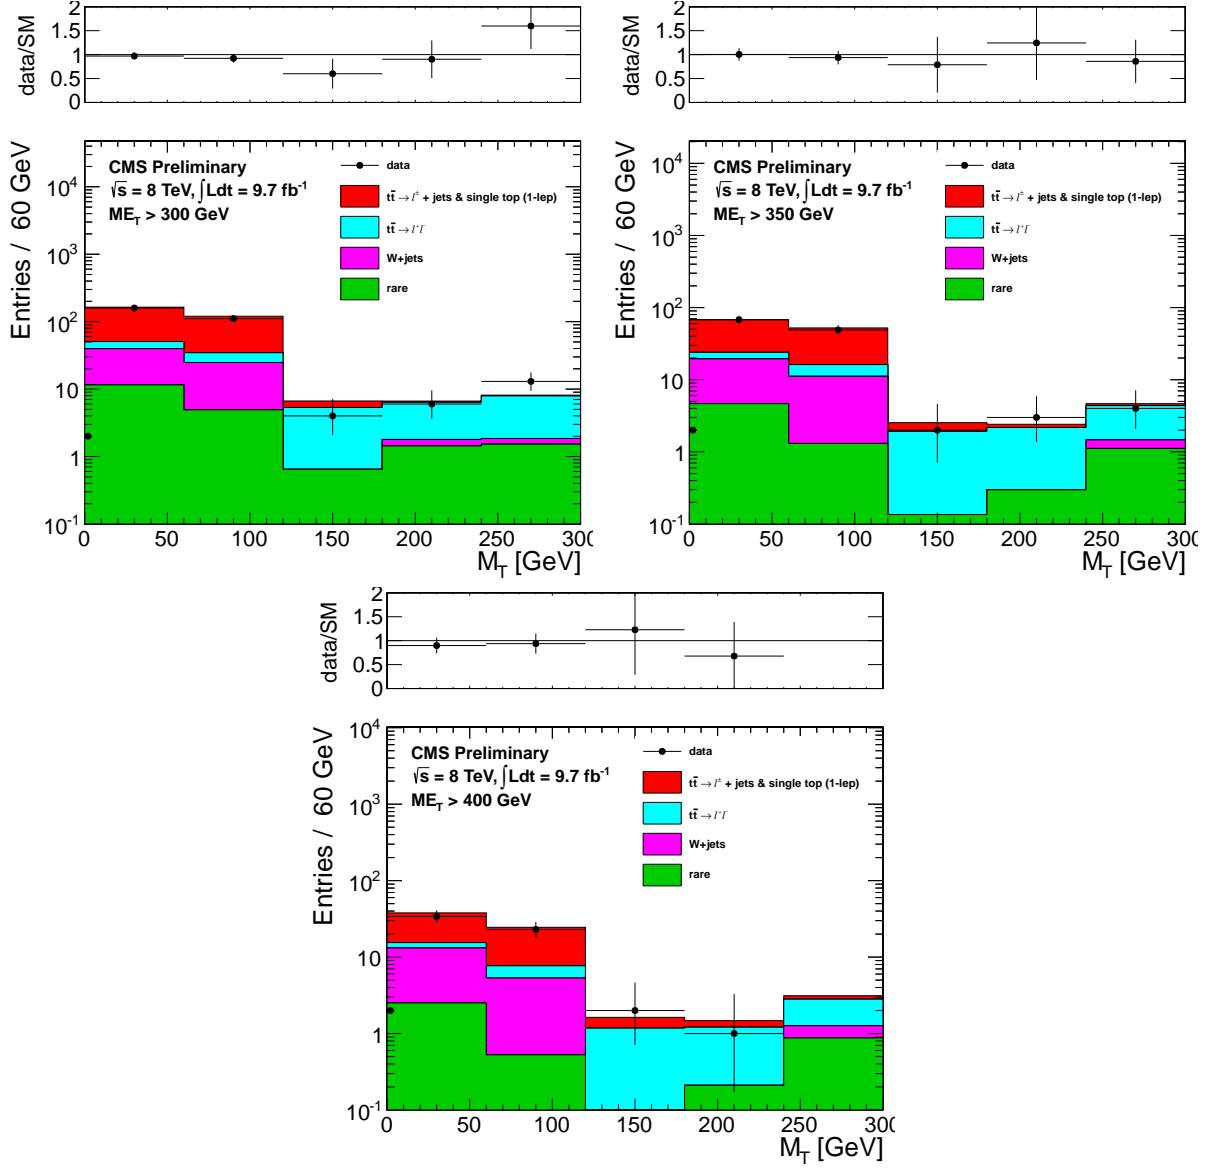 data/SM
2
1.5
1
0.5
0
Entries / 60 GeV
CMS Preliminary
√s = 8 TeV, ∫Ldt = 9.7 fb⁻¹
ME_T > 300 GeV
data
tt̄ → l± + jets & single top (1-lep)
tt̄ → l⁺l⁻
W+jets
rare
10⁴
10³
10²
10
1
10⁻¹
0 50 100 150 200 250 300
M_T [GeV]
data/SM
2
1.5
1
0.5
0
Entries / 60 GeV
CMS Preliminary
√s = 8 TeV, ∫Ldt = 9.7 fb⁻¹
ME_T > 350 GeV
data
tt̄ → l± + jets & single top (1-lep)
tt̄ → l⁺l⁻
W+jets
rare
10⁴
10³
10²
10
1
10⁻¹
0 50 100 150 200 250 300
M_T [GeV]
data/SM
2
1.5
1
0.5
0
Entries / 60 GeV
CMS Preliminary
√s = 8 TeV, ∫Ldt = 9.7 fb⁻¹
ME_T > 400 GeV
data
tt̄ → l± + jets & single top (1-lep)
tt̄ → l⁺l⁻
W+jets
rare
10⁴
10³
10²
10
1
10⁻¹
0 50 100 150 200 250 300
M_T [GeV]